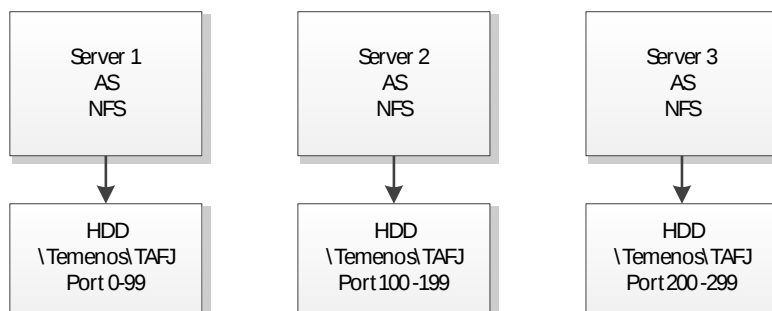 Server 1
AS
NFS
Server 2
AS
NFS
Server 3
AS
NFS
HDD
\Temenos\TAFJ
Port 0-99
HDD
\Temenos\TAFJ
Port 100 -199
HDD
\Temenos\TAFJ
Port 200 -299